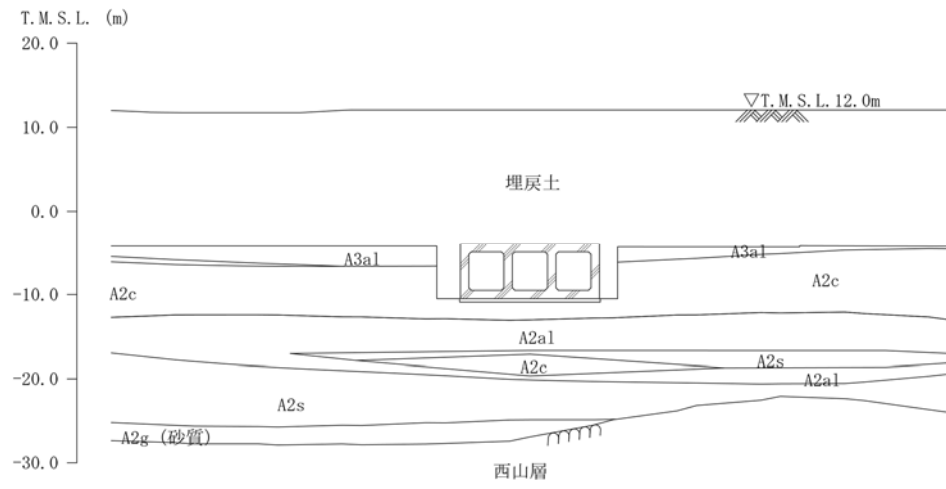 T.M.S.L. (m)
20.0
▽T.M.S.L.12.0m
10.0
埋戻土
0.0
A3al
A3al
A2c
A2c
-10.0
A2al
A2s
A2c
A2al
-20.0
A2s
A2g (砂質)
-30.0
西山層